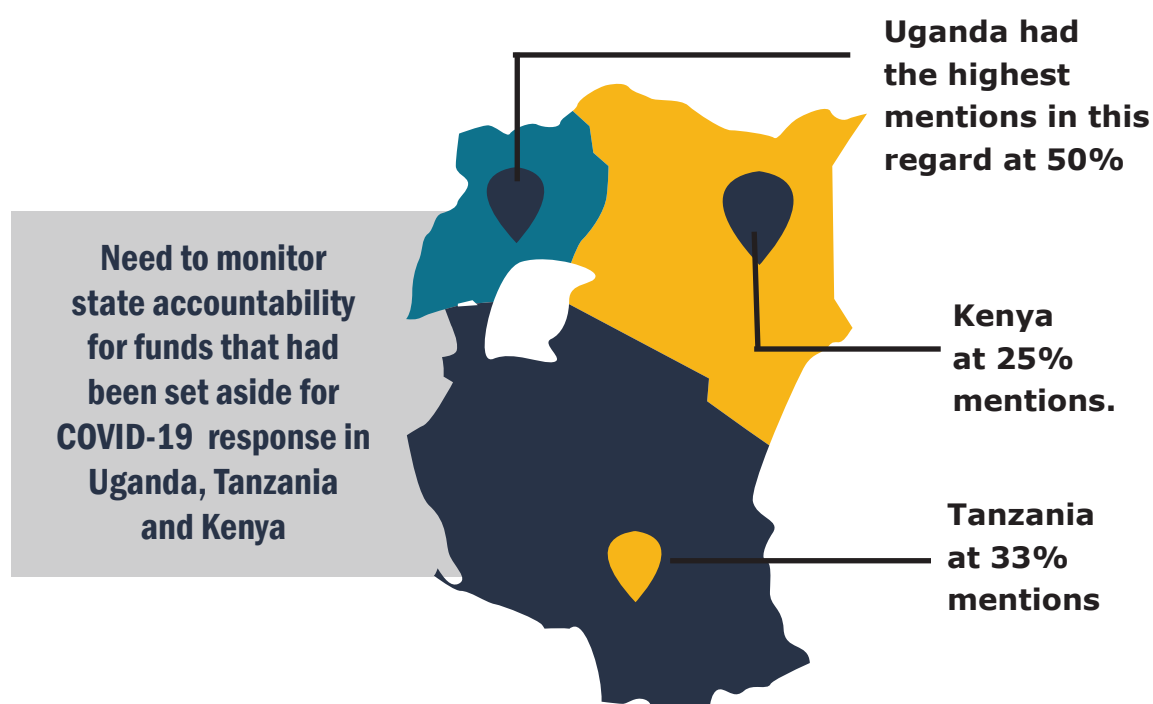 Uganda had
the highest
mentions in this
regard at 50%
Need to monitor
state accountability
for funds that had
been set aside for
COVID-19 response in
Uganda, Tanzania
and Kenya
Kenya
at 25%
mentions.
Tanzania
at 33%
mentions